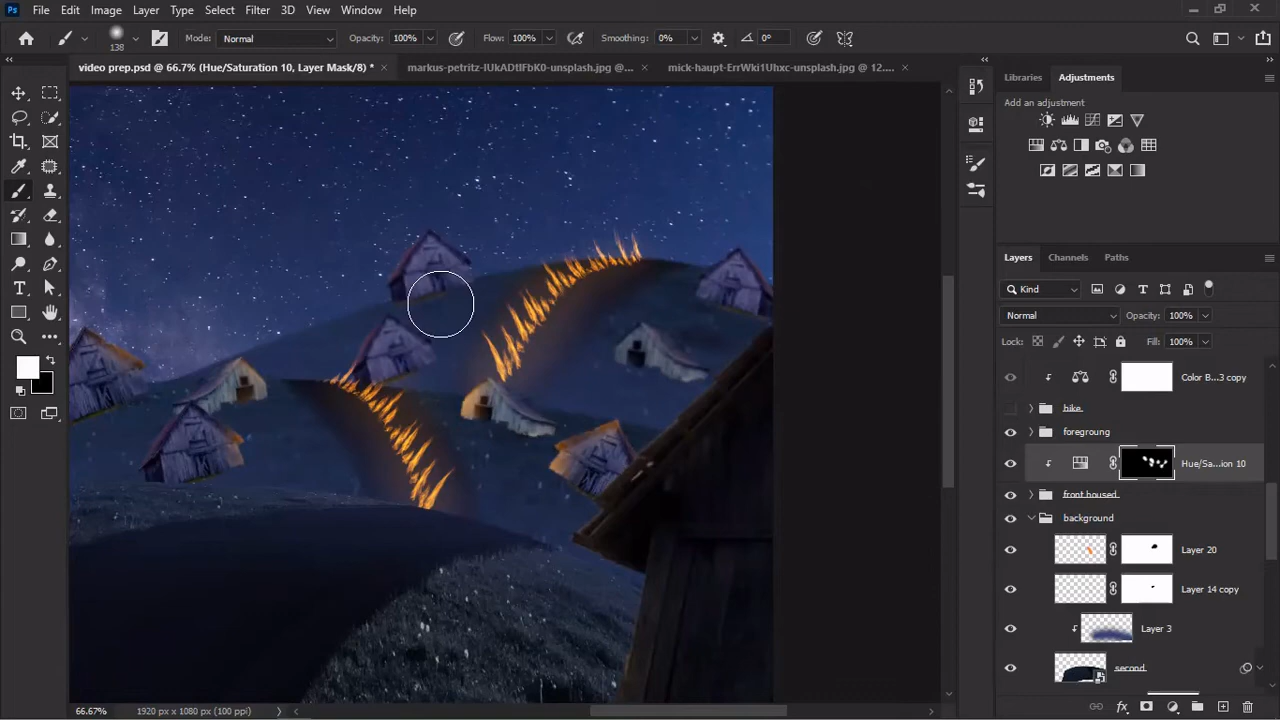 Ps File Edit Image Layer Type Select Filter 3D View Window Help
138 Mode: Normal Opacity: 100% Flow: 100% Smoothing: 0% 0°
video prep.psd @ 66.7% (Hue/Saturation 10, Layer Mask/8) * × markus-petritz-IUkADtIFbK0-unsplash.jpg @... × mick-haupt-ErrWki1Uhxc-unsplash.jpg @ 12.... ×
Libraries Adjustments
Add an adjustment
Layers Channels Paths
Kind
Normal Opacity: 100%
Lock: Fill: 100%
Color B...3 copy
bike
foregroung
Hue/Sa...ion 10
front housed
background
Layer 20
Layer 14 copy
Layer 3
second
66.67% 1920 px x 1080 px (100 ppi)
fx